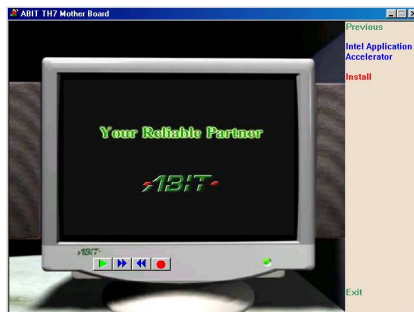 ABIT TH7 Mother Board
Previous
Intel Application
Accelerator
Install
Your Reliable Partner
ABIT
ABIT
Exit